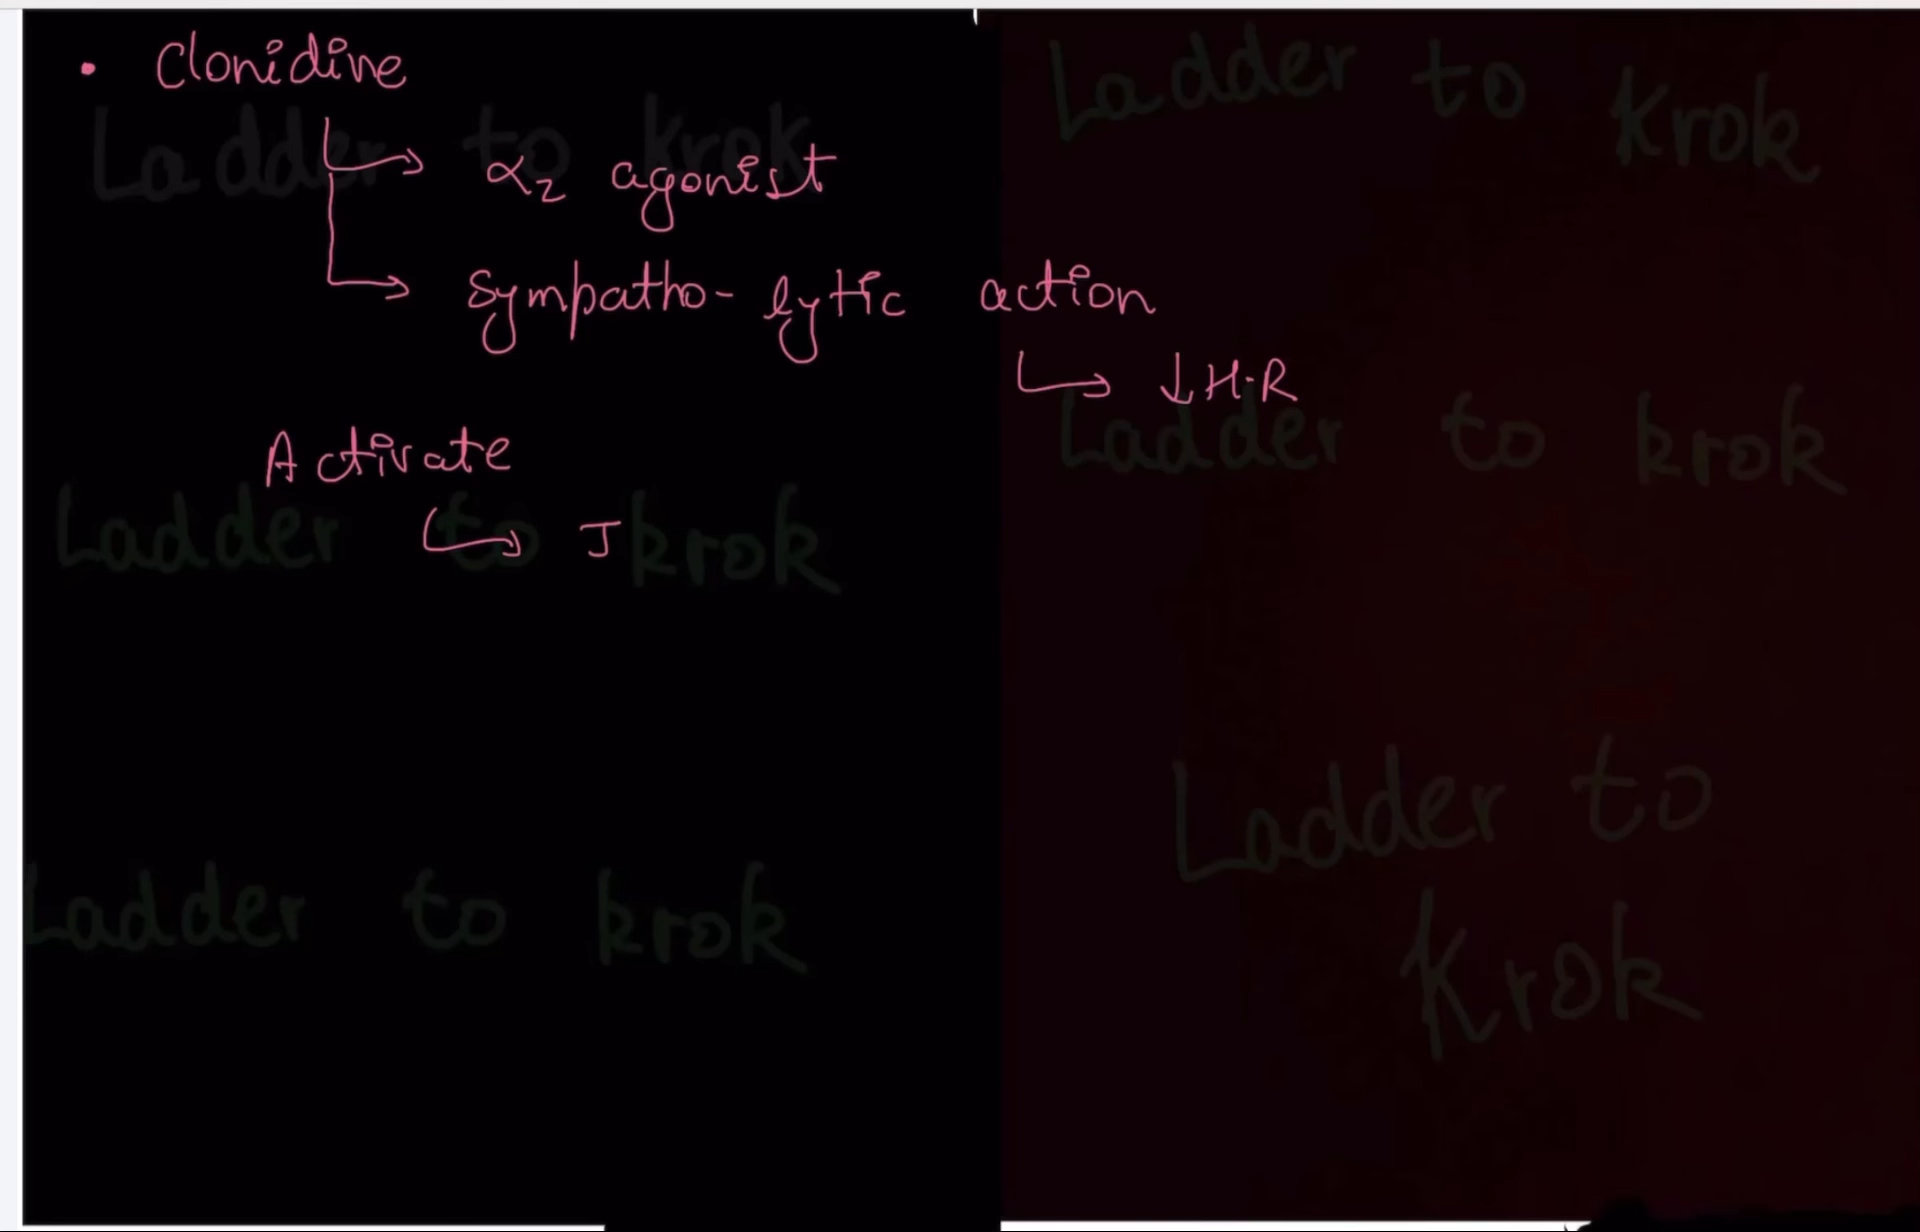 • Clonidine
Ladder to Krok
Ladder to krok
α2 agonist
Sympatho-lytic action
↓H.R
Ladder to krok
Activate
Ladder to krok
J
Ladder to
Krok
Ladder to krok